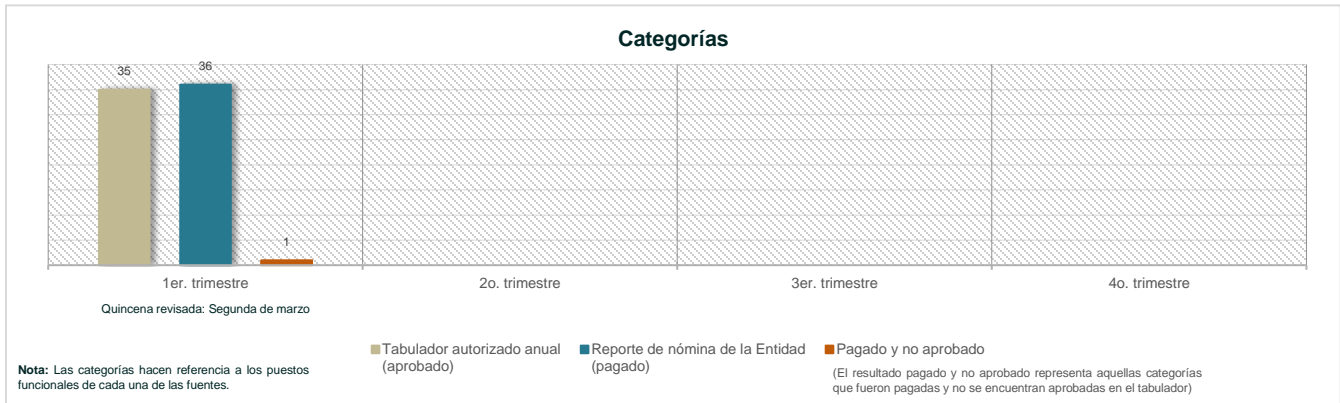 Categorías
35
36
1
1er. trimestre
2o. trimestre
3er. trimestre
4o. trimestre
Quincena revisada: Segunda de marzo
Tabulador autorizado anual
(aprobado)
Reporte de nómina de la Entidad
(pagado)
Pagado y no aprobado
(El resultado pagado y no aprobado representa aquellas categorías
que fueron pagadas y no se encuentran aprobadas en el tabulador)
Nota: Las categorías hacen referencia a los puestos
funcionales de cada una de las fuentes.